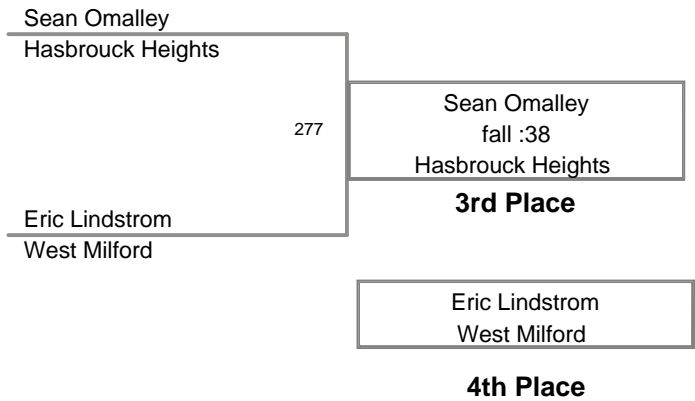 Sean Omalley
Hasbrouck Heights
277
Sean Omalley
fall :38
Hasbrouck Heights
3rd Place
Eric Lindstrom
West Milford
Eric Lindstrom
West Milford
4th Place